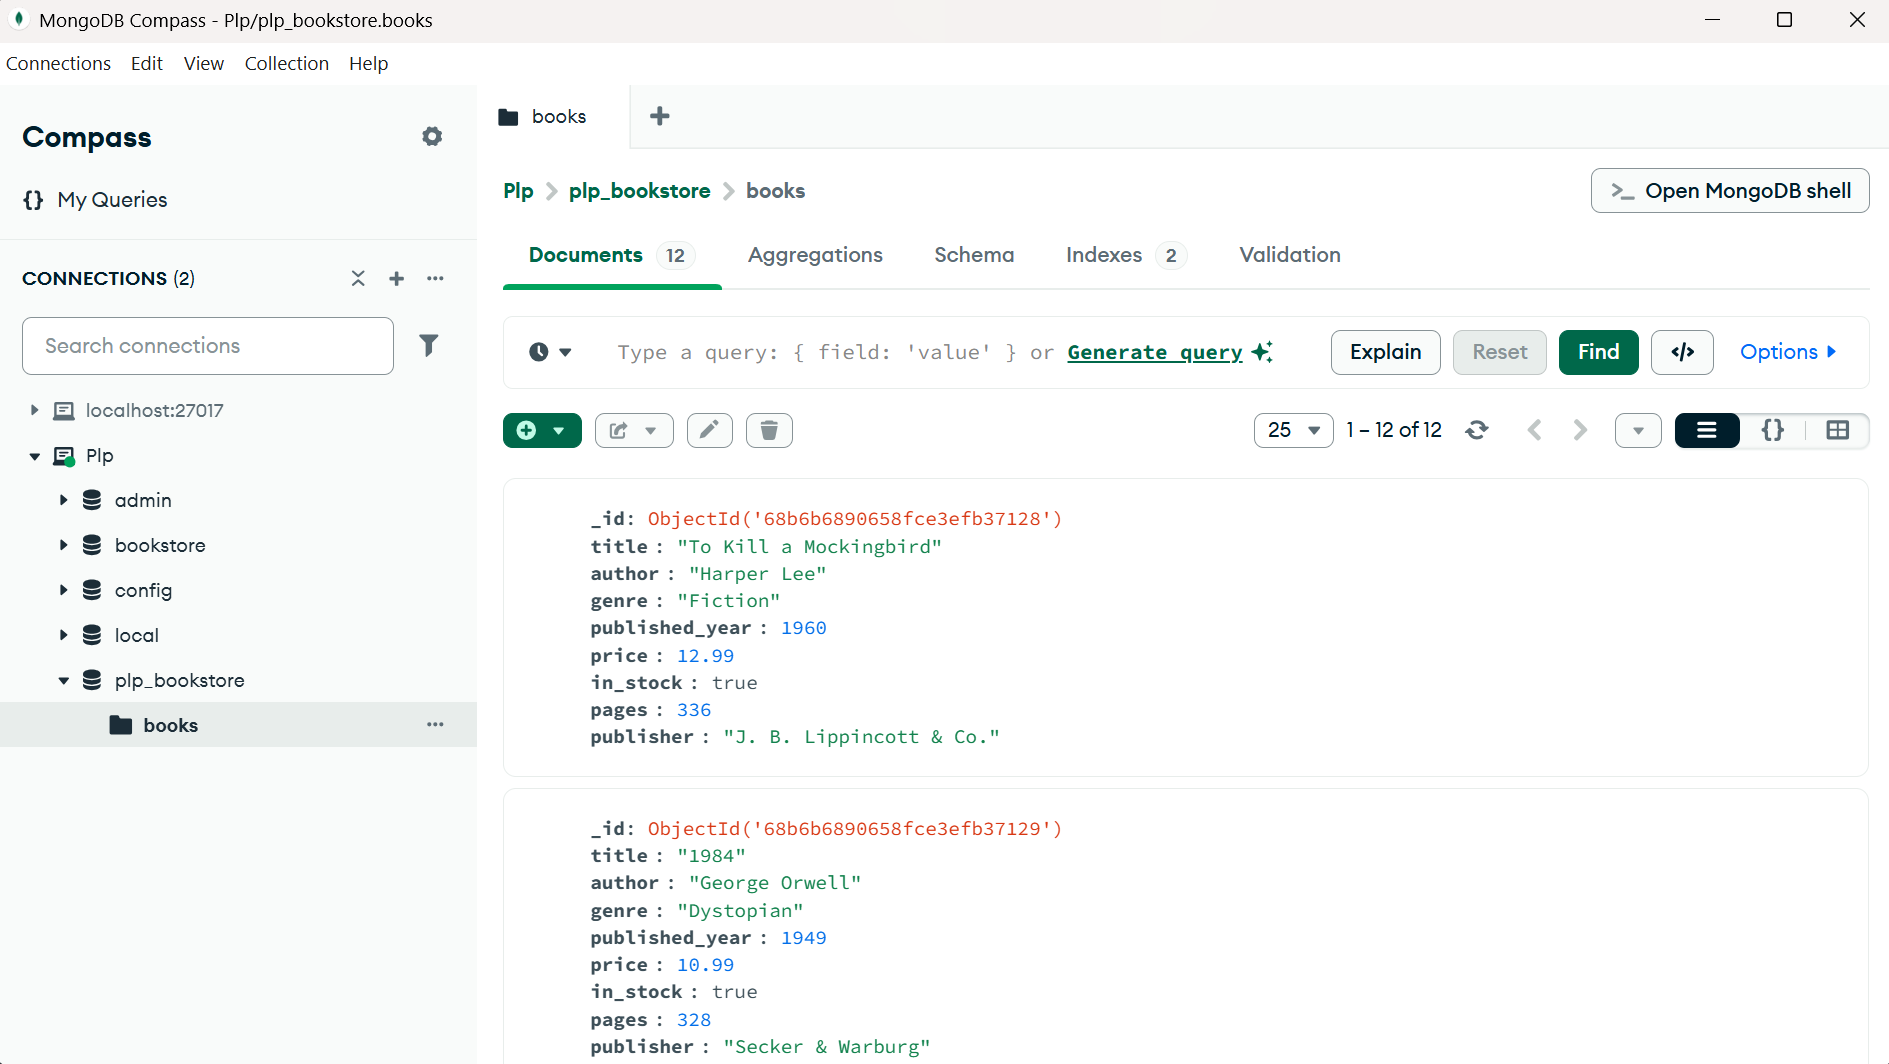 MongoDB Compass - Plp/plp_bookstore.books
Connections Edit View Collection Help
Compass
{} My Queries
CONNECTIONS (2)
Search connections
localhost:27017
Plp
admin
bookstore
config
local
plp_bookstore
books
books
Plp > plp_bookstore > books
>_ Open MongoDB shell
Documents 12 Aggregations Schema Indexes 2 Validation
Type a query: { field: 'value' } or Generate query
Explain Reset Find </> Options
25 1 – 12 of 12 {}
_id: ObjectId('68b6b6890658fce3efb37128')
title : "To Kill a Mockingbird"
author : "Harper Lee"
genre : "Fiction"
published_year : 1960
price : 12.99
in_stock : true
pages : 336
publisher : "J. B. Lippincott & Co."
_id: ObjectId('68b6b6890658fce3efb37129')
title : "1984"
author : "George Orwell"
genre : "Dystopian"
published_year : 1949
price : 10.99
in_stock : true
pages : 328
publisher : "Secker & Warburg"